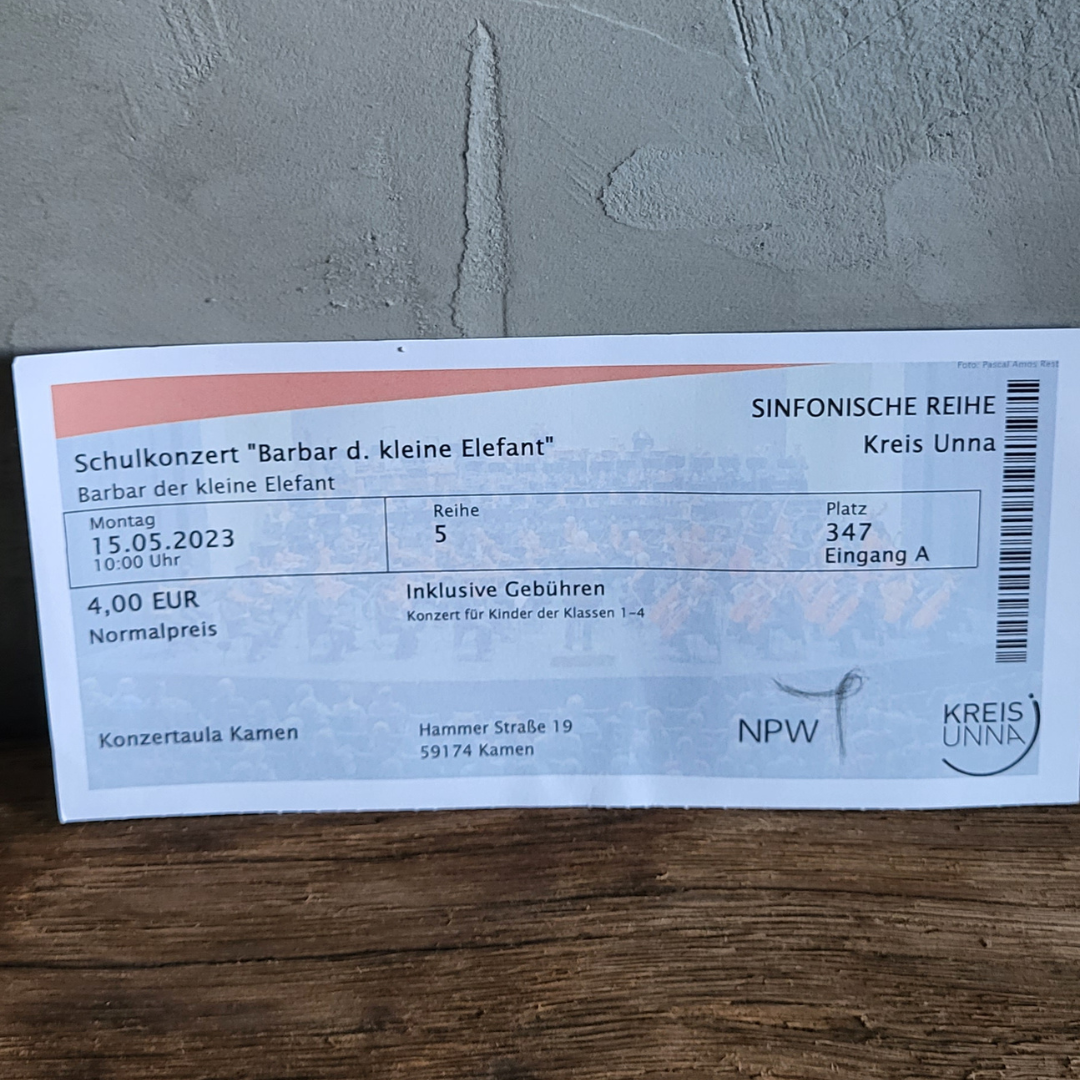 Foto: Pascal Amos Rest
SINFONISCHE REIHE
Kreis Unna
Schulkonzert "Barbar d. kleine Elefant"
Barbar der kleine Elefant
Montag
15.05.2023
10:00 Uhr
Reihe
5
Platz
347
Eingang A
4,00 EUR
Normalpreis
Inklusive Gebühren
Konzert für Kinder der Klassen 1-4
Konzertaula Kamen
Hammer Straße 19
59174 Kamen
NPW
KREIS
UNNA